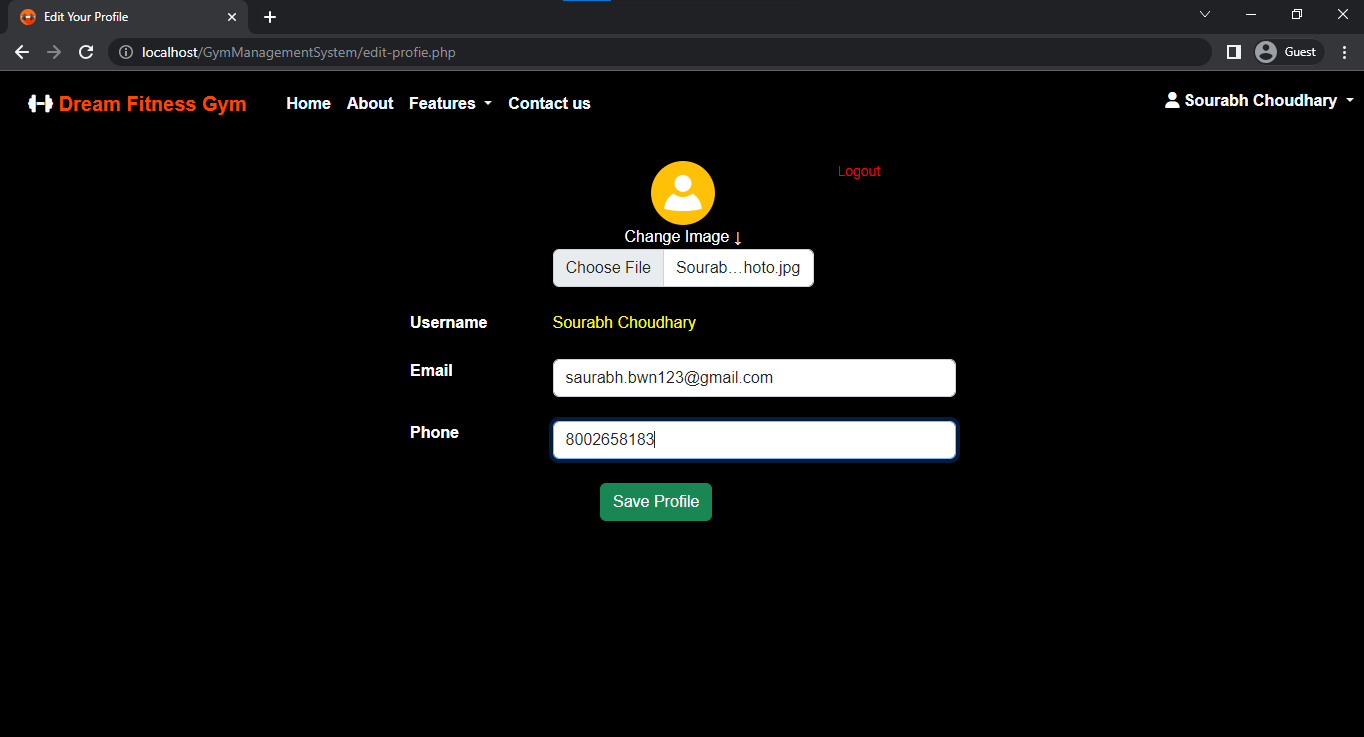 Edit Your Profile
localhost/GymManagementSystem/edit-profie.php
Guest
Dream Fitness Gym Home About Features Contact us Sourabh Choudhary
Logout
Change Image ↓
Choose File Sourab…hoto.jpg
Username Sourabh Choudhary
Email saurabh.bwn123@gmail.com
Phone 8002658183
Save Profile